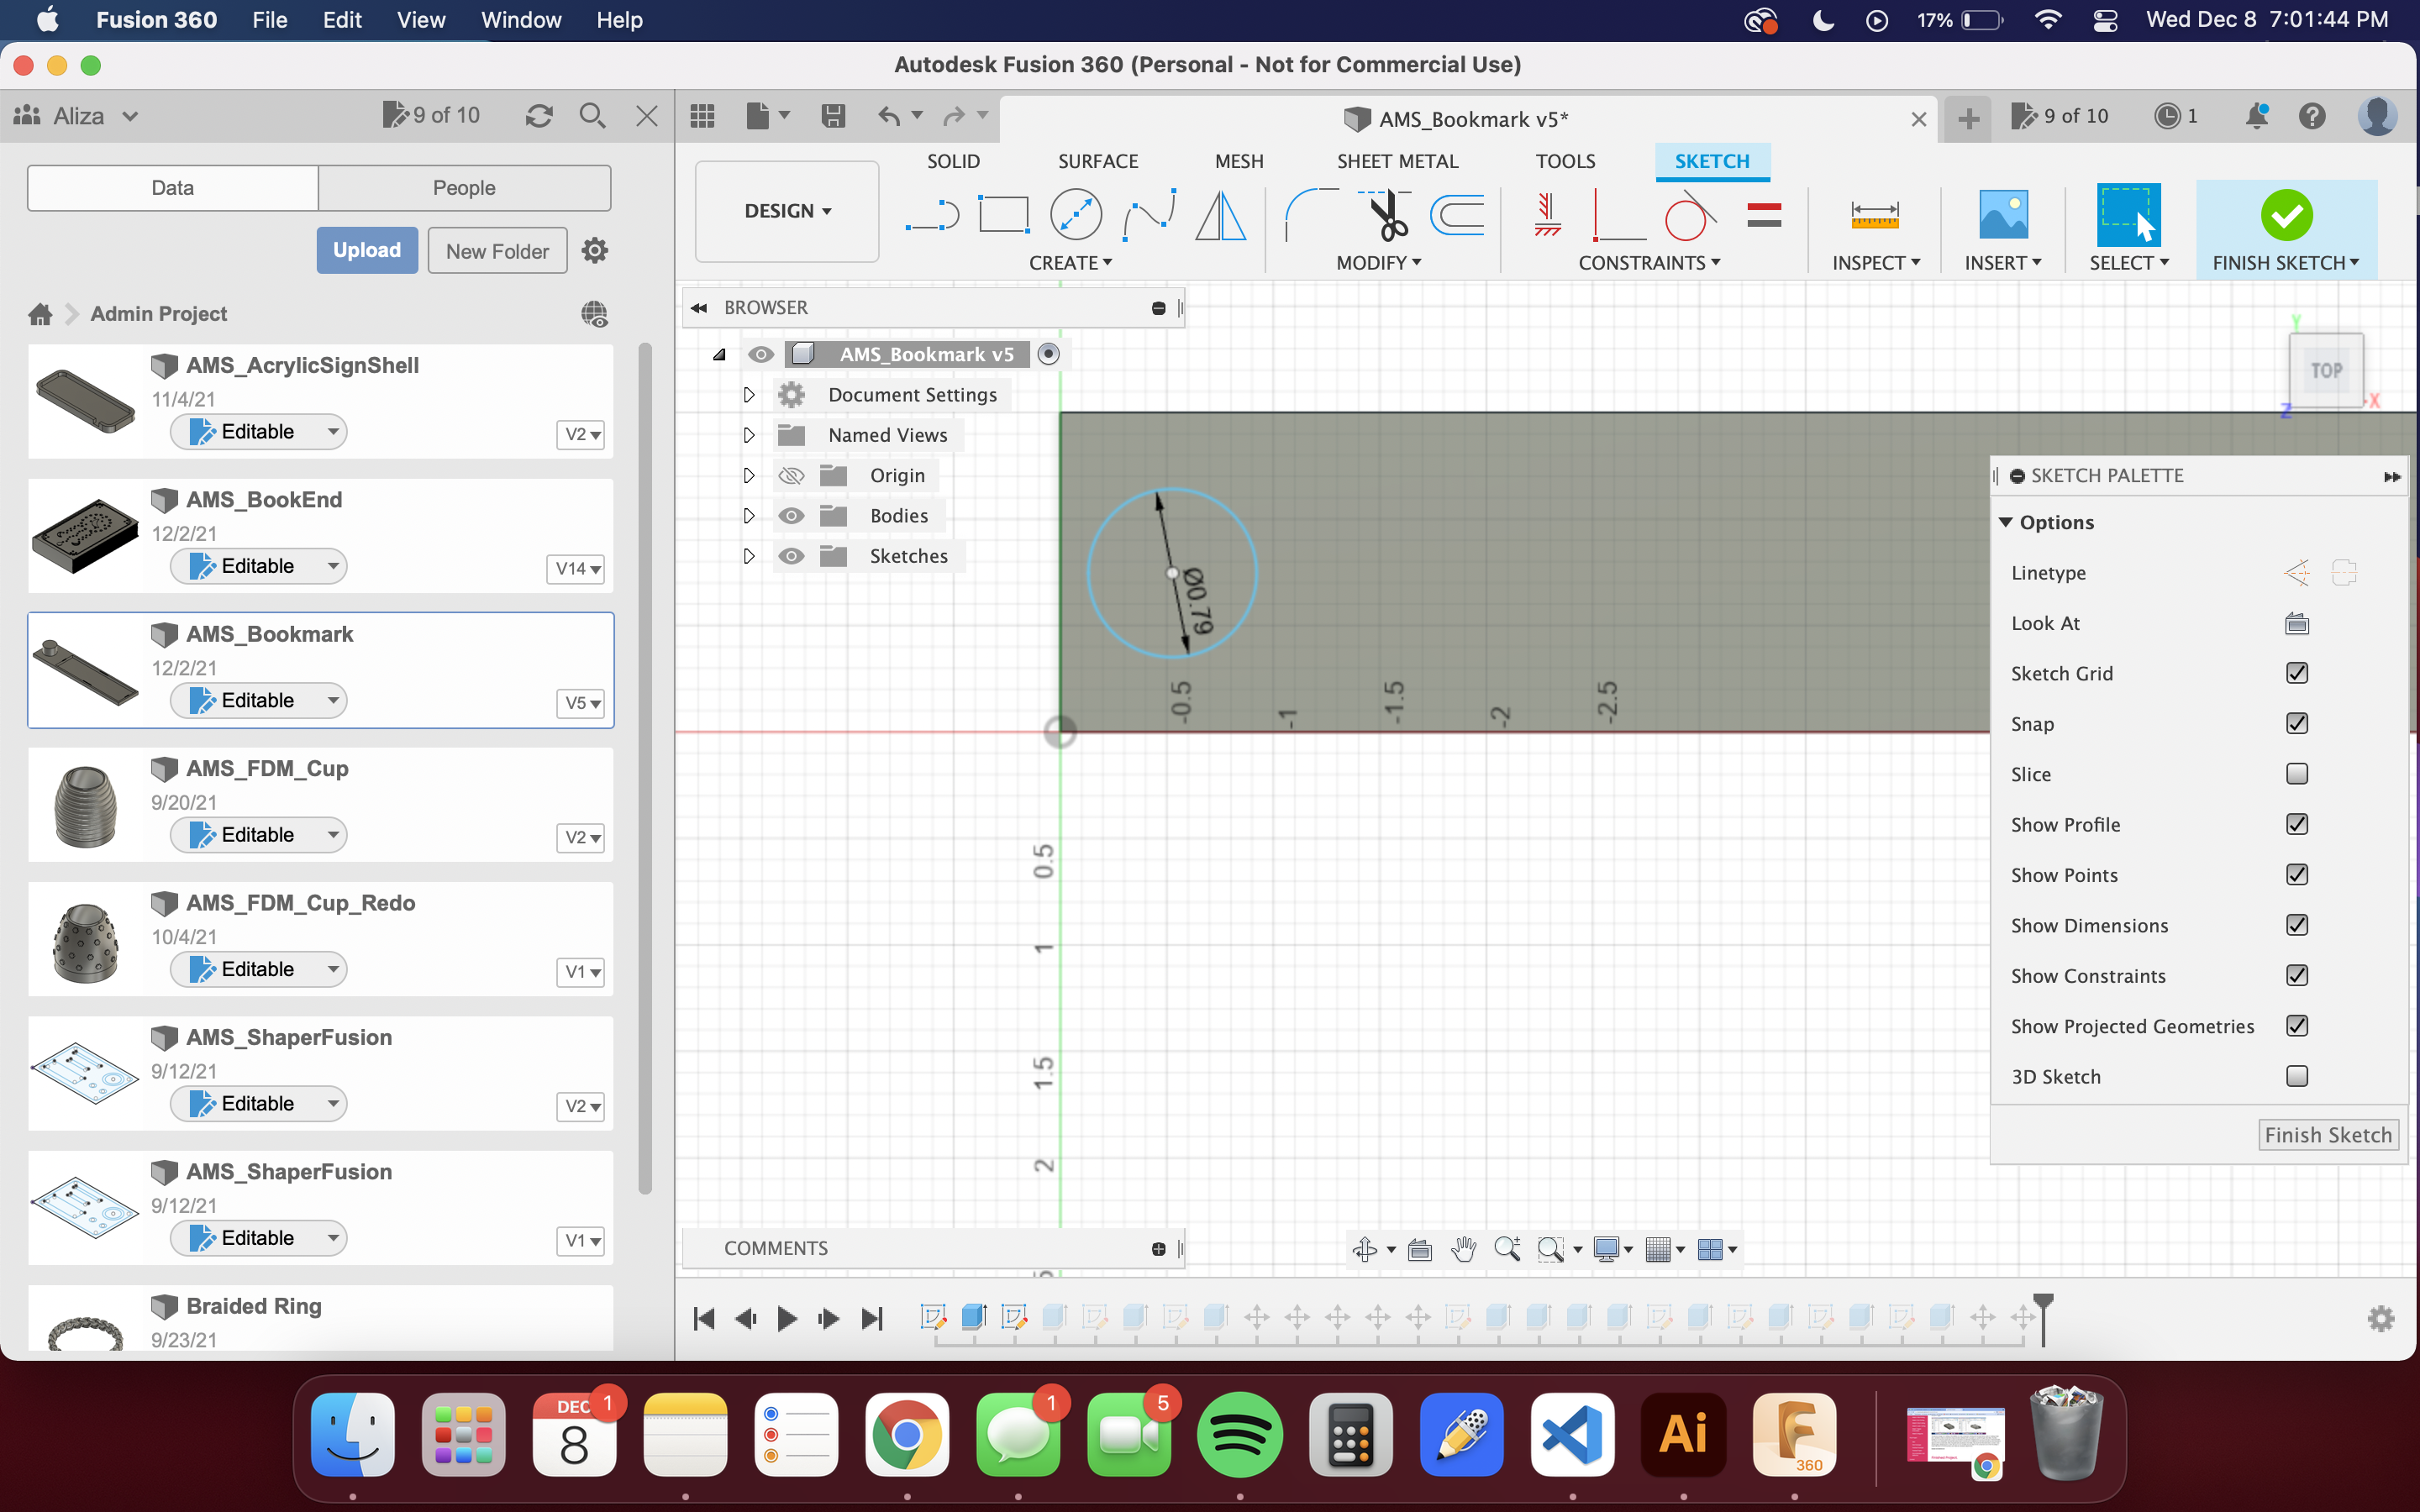 Fusion 360 File Edit View Window Help 17% Wed Dec 8 7:01:44 PM
Autodesk Fusion 360 (Personal - Not for Commercial Use)
Aliza 9 of 10
AMS_Bookmark v5* 9 of 10 1
Data People
Upload New Folder
Admin Project
AMS_AcrylicSignShell
11/4/21
Editable V2
AMS_BookEnd
12/2/21
Editable V14
AMS_Bookmark
12/2/21
Editable V5
AMS_FDM_Cup
9/20/21
Editable V2
AMS_FDM_Cup_Redo
10/4/21
Editable V1
AMS_ShaperFusion
9/12/21
Editable V2
AMS_ShaperFusion
9/12/21
Editable V1
Braided Ring
9/23/21
DESIGN
SOLID SURFACE MESH SHEET METAL TOOLS SKETCH
CREATE MODIFY CONSTRAINTS INSPECT INSERT SELECT FINISH SKETCH
BROWSER
AMS_Bookmark v5
Document Settings
Named Views
Origin
Bodies
Sketches
Y
TOP
Z
X
Ø0.79
-0.5
-1
-1.5
-2
-2.5
0.5
1
1.5
2
SKETCH PALETTE
Options
Linetype
Look At
Sketch Grid
Snap
Slice
Show Profile
Show Points
Show Dimensions
Show Constraints
Show Projected Geometries
3D Sketch
Finish Sketch
COMMENTS
DEC 1
8
1
5
Ai
F
360